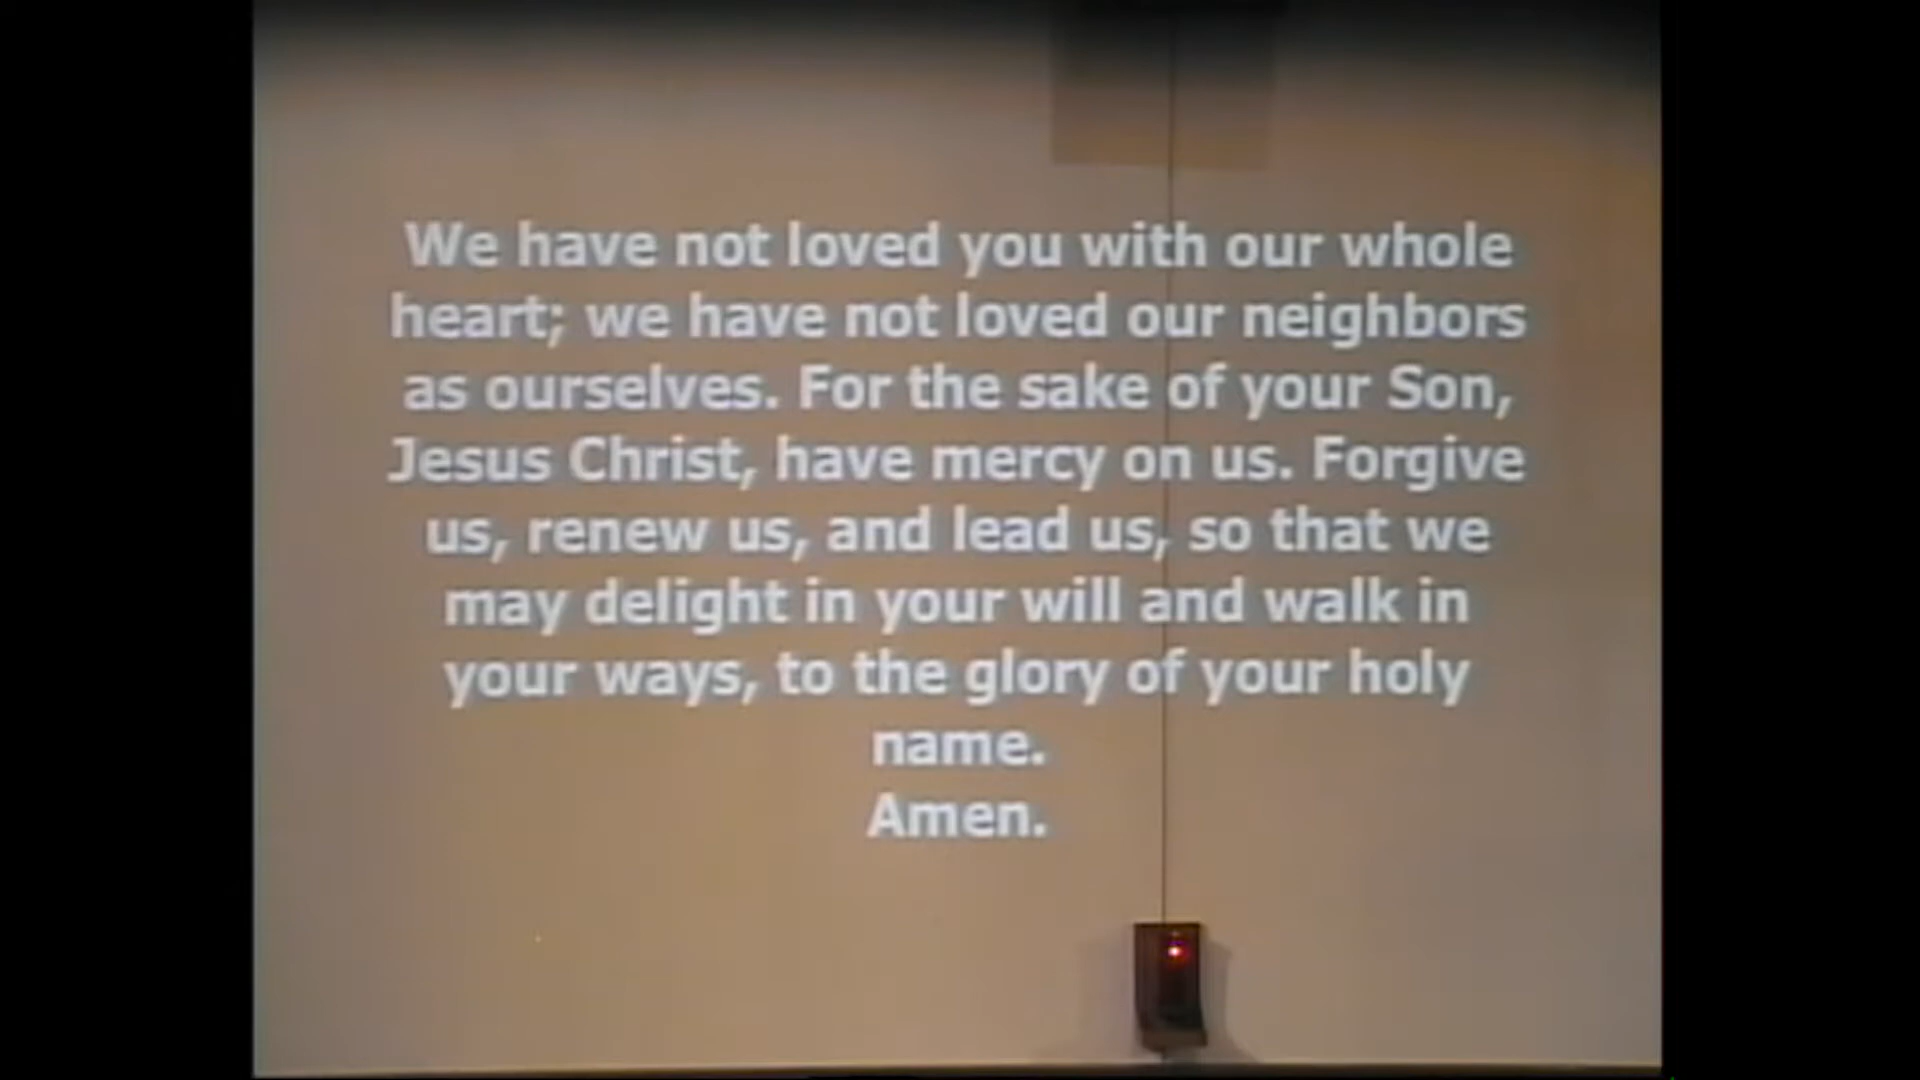 We have not loved you with our whole
heart; we have not loved our neighbors
as ourselves. For the sake of your Son,
Jesus Christ, have mercy on us. Forgive
us, renew us, and lead us, so that we
may delight in your will and walk in
your ways, to the glory of your holy
name.
Amen.